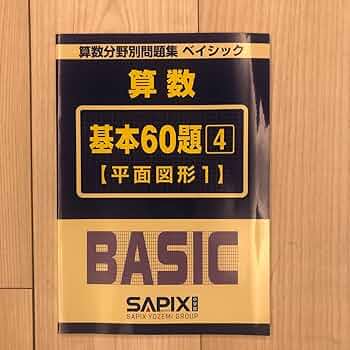 算数分野別問題集 ベイシック
算数
基本60題4
【平面図形1】
BASIC
SAPIX
SAPIX YOZEMI GROUP